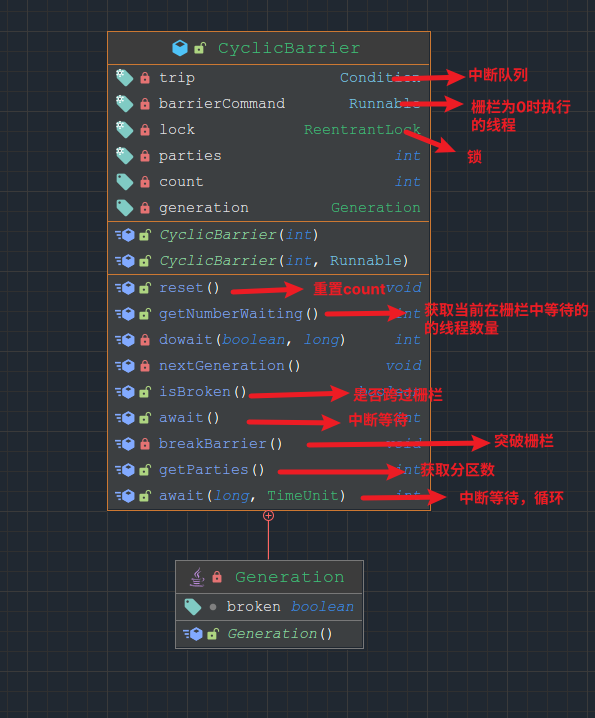 CyclicBarrier
trip Condition 中断队列
barrierCommand Runnable 栅栏为0时执行
的线程
lock ReentrantLock 锁
parties int
count int
generation Generation
CyclicBarrier(int)
CyclicBarrier(int, Runnable)
reset() 重置count void
getNumberWaiting() int 获取当前在栅栏中等待的
的线程数量
dowait(boolean, long) int
nextGeneration() void
isBroken() 是否跨过栅栏
await() 中断等待 int
breakBarrier() void 突破栅栏
getParties() int 获取分区数
await(long, TimeUnit) int 中断等待，循环
Generation
broken boolean
Generation()